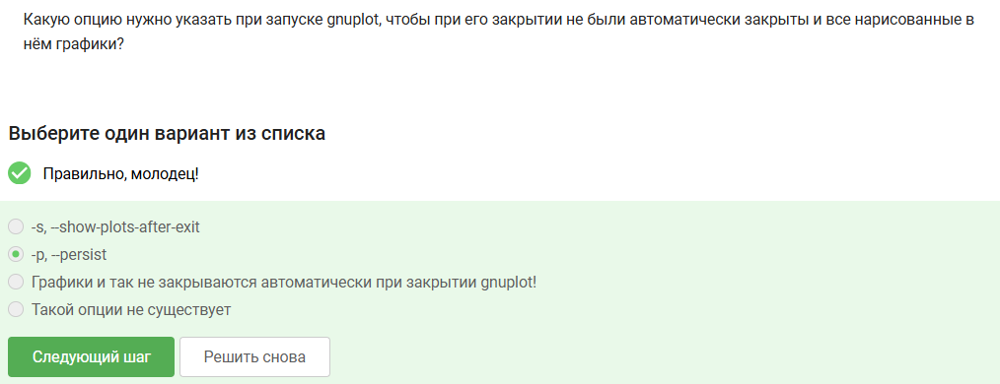 Какую опцию нужно указать при запуске gnuplot, чтобы при его закрытии не были автоматически закрыты и все нарисованные в
нём графики?
Выберите один вариант из списка
Правильно, молодец!
-s, --show-plots-after-exit
-p, --persist
Графики и так не закрываются автоматически при закрытии gnuplot!
Такой опции не существует
Следующий шаг Решить снова